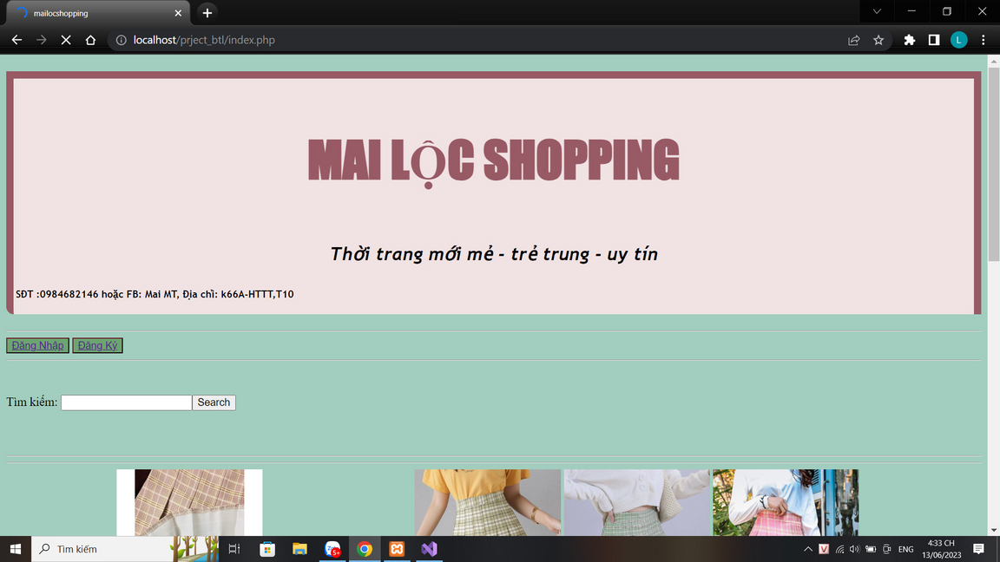 mailocshopping
localhost/prject_btl/index.php
L
MAI LỘC SHOPPING
Thời trang mới mẻ - trẻ trung - uy tín
SĐT :0984682146 hoặc FB: Mai MT, Địa chỉ: k66A-HTTT,T10
Đăng Nhập Đăng Ký
Tìm kiếm: Search
Tìm kiếm
5+
V
ENG
4:33 CH
13/06/2023